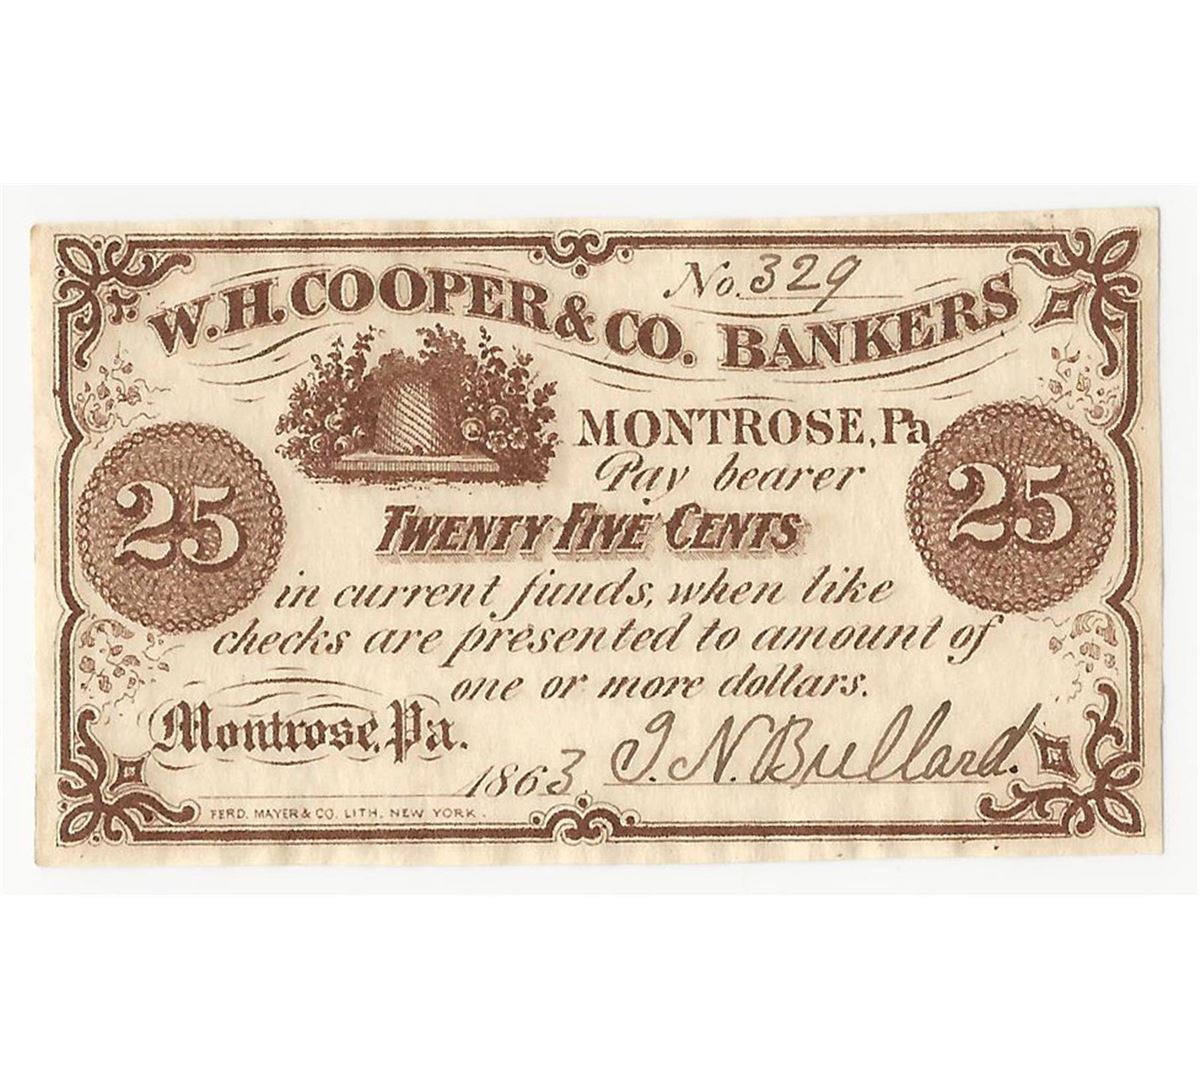 No. 329
W. H. COOPER & CO. BANKERS
MONTROSE, Pa
Pay bearer
25
TWENTY FIVE CENTS
25
in current funds, when like
checks are presented to amount of
one or more dollars.
Montrose, Pa.
1863 I. N. Bullard.
FERD. MAYER & CO. LITH. NEW YORK.